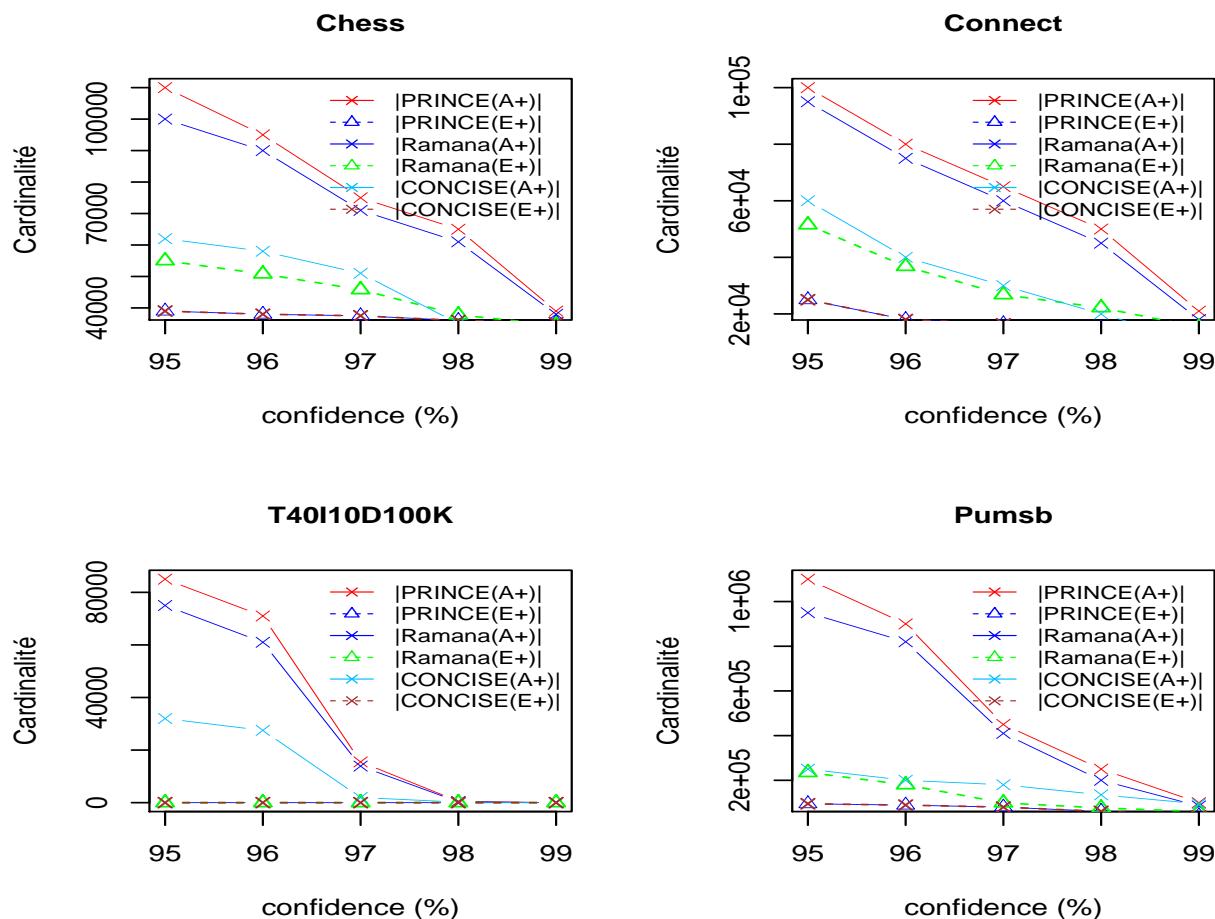 Chess
Cardinalité
40000 70000 100000
|PRINCE(A+)|
|PRINCE(E+)|
|Ramana(A+)|
|Ramana(E+)|
|CONCISE(A+)|
|CONCISE(E+)|
95 96 97 98 99
confidence (%)
Connect
Cardinalité
2e+04 6e+04 1e+05
|PRINCE(A+)|
|PRINCE(E+)|
|Ramana(A+)|
|Ramana(E+)|
|CONCISE(A+)|
|CONCISE(E+)|
95 96 97 98 99
confidence (%)
T40I10D100K
Cardinalité
0 40000 80000
|PRINCE(A+)|
|PRINCE(E+)|
|Ramana(A+)|
|Ramana(E+)|
|CONCISE(A+)|
|CONCISE(E+)|
95 96 97 98 99
confidence (%)
Pumsb
Cardinalité
2e+05 6e+05 1e+06
|PRINCE(A+)|
|PRINCE(E+)|
|Ramana(A+)|
|Ramana(E+)|
|CONCISE(A+)|
|CONCISE(E+)|
95 96 97 98 99
confidence (%)